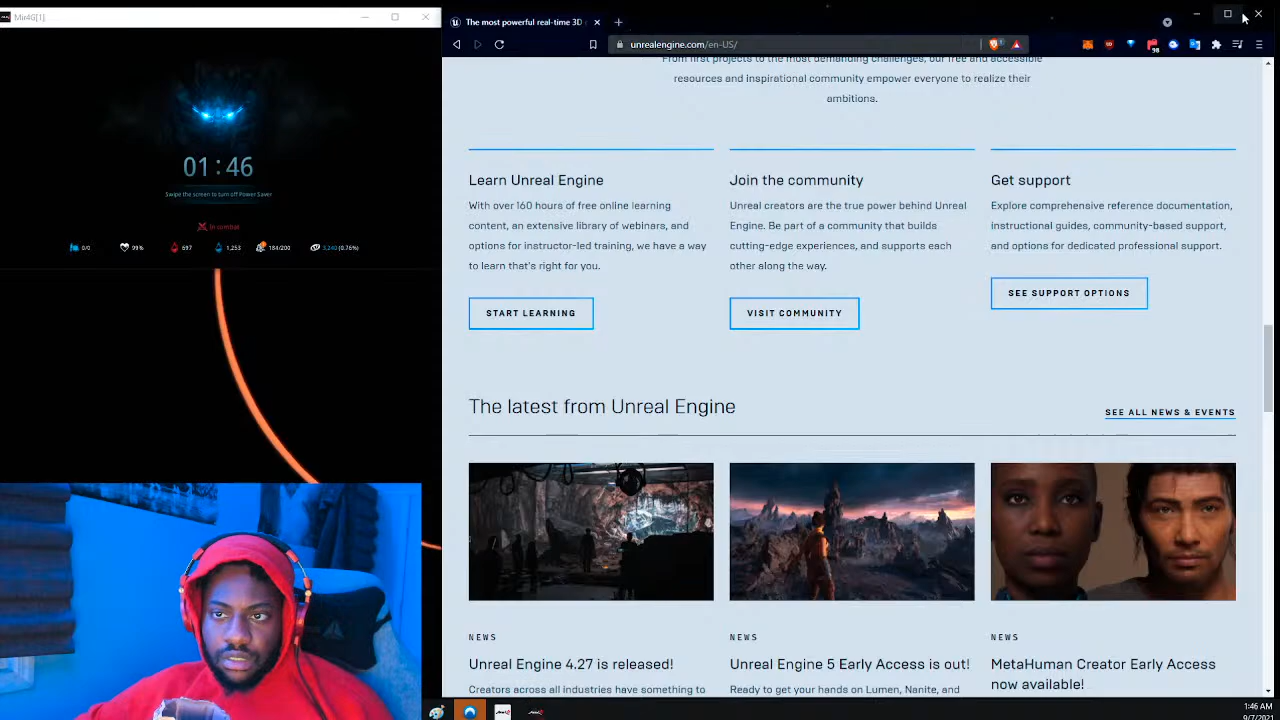 Mir4G[1]
01:46
Swipe the screen to turn off Power Saver
In combat
0/0 99% 597 1,253 184/200 3,240 (0.76%)
The most powerful real-time 3D
unrealengine.com/en-US/
From first projects to the most demanding challenges, our free and accessible
resources and inspirational community empower everyone to realize their
ambitions.
Learn Unreal Engine
With over 160 hours of free online learning
content, an extensive library of webinars, and
options for instructor-led training, we have a way
to learn that's right for you.
START LEARNING
Join the community
Unreal creators are the true power behind Unreal
Engine. Be part of a community that builds
cutting-edge experiences, and supports each
other along the way.
VISIT COMMUNITY
Get support
Explore comprehensive reference documentation,
instructional guides, community-based support,
and options for dedicated professional support.
SEE SUPPORT OPTIONS
The latest from Unreal Engine
SEE ALL NEWS & EVENTS
NEWS
Unreal Engine 4.27 is released!
Creators across all industries have something to
NEWS
Unreal Engine 5 Early Access is out!
Ready to get your hands on Lumen, Nanite, and
NEWS
MetaHuman Creator Early Access
now available!
1:46 AM
9/7/2021